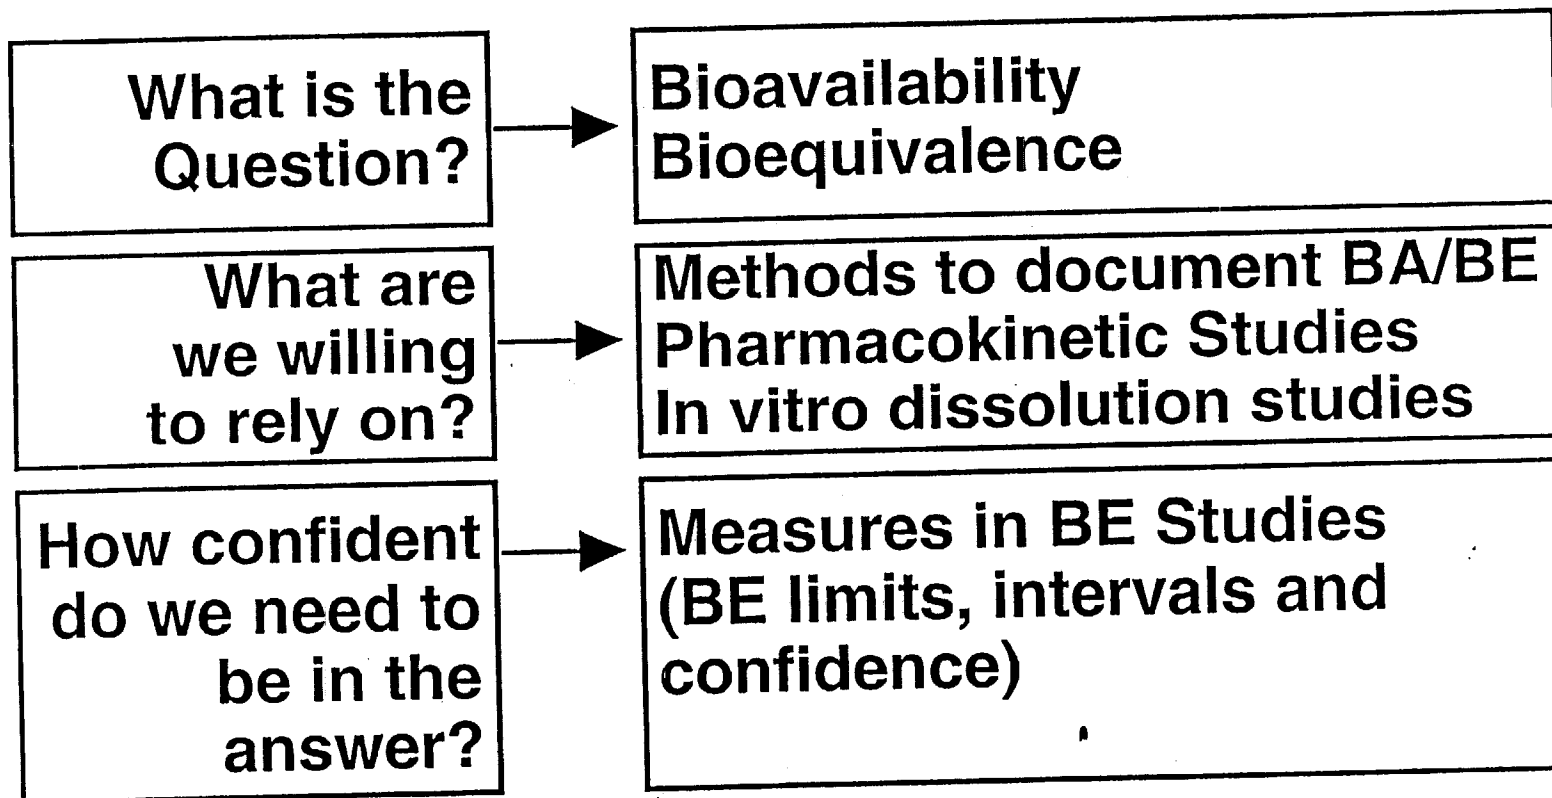 What is the
Question?
Bioavailability
Bioequivalence
What are
we willing
to rely on?
Methods to document BA/BE
Pharmacokinetic Studies
In vitro dissolution studies
How confident
do we need to
be in the
answer?
Measures in BE Studies
(BE limits, intervals and
confidence)